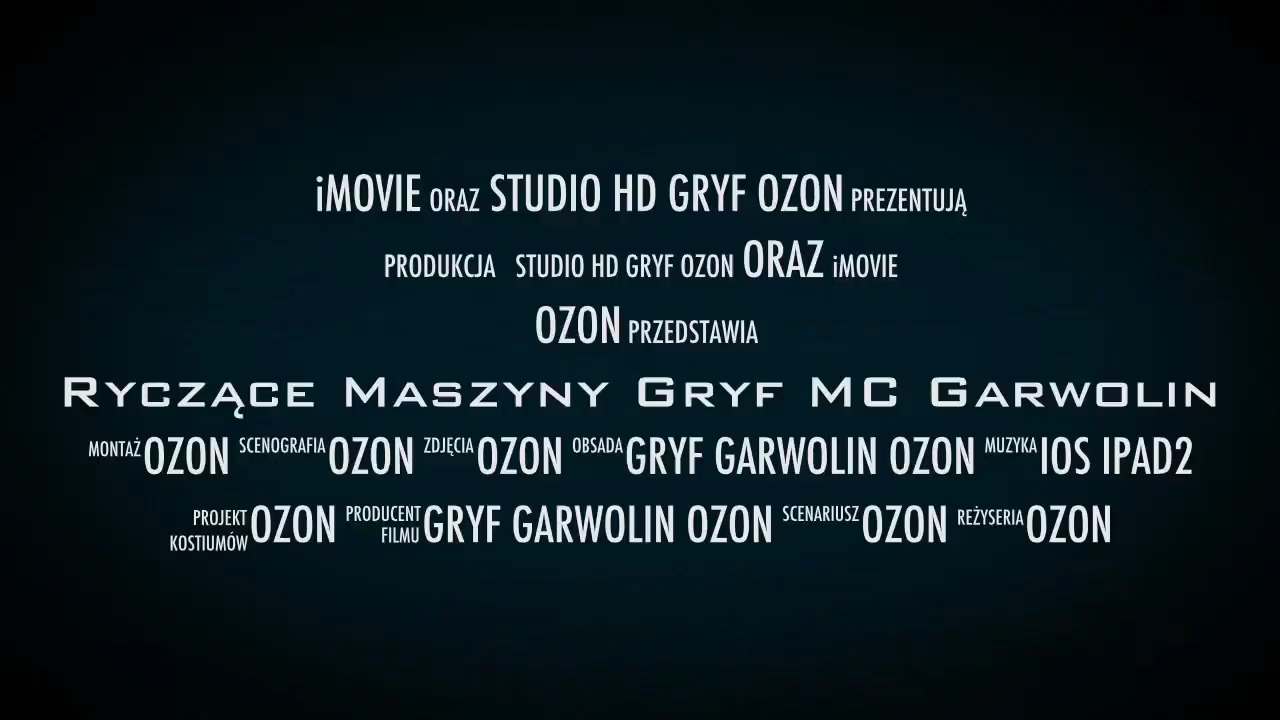 iMOVIE ORAZ STUDIO HD GRYF OZON PREZENTUJĄ
PRODUKCJA STUDIO HD GRYF OZON ORAZ iMOVIE
OZON PRZEDSTAWIA
RYCZĄCE MASZYNY GRYF MC GARWOLIN
MONTAŻ OZON SCENOGRAFIA OZON ZDJĘCIA OZON OBSADA GRYF GARWOLIN OZON MUZYKA IOS IPAD2
PROJEKT KOSTIUMÓW OZON PRODUCENT FILMU GRYF GARWOLIN OZON SCENARIUSZ OZON REŻYSERIA OZON